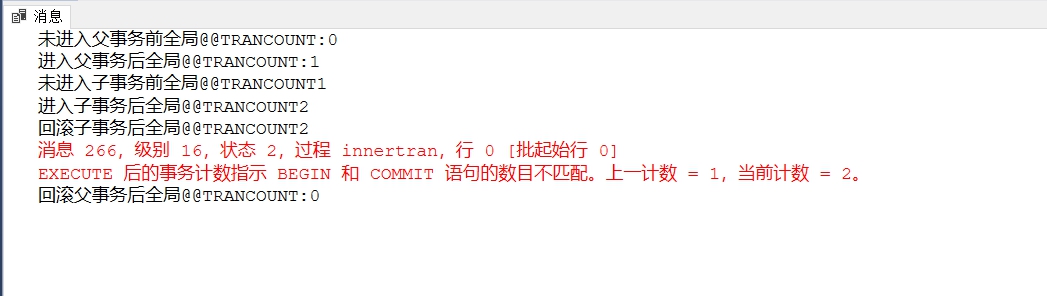 消息
未进入父事务前全局@@TRANCOUNT:0
进入父事务后全局@@TRANCOUNT:1
未进入子事务前全局@@TRANCOUNT1
进入子事务后全局@@TRANCOUNT2
回滚子事务后全局@@TRANCOUNT2
消息 266，级别 16，状态 2，过程 innertran，行 0 [批起始行 0]
EXECUTE 后的事务计数指示 BEGIN 和 COMMIT 语句的数目不匹配。上一计数 = 1，当前计数 = 2。
回滚父事务后全局@@TRANCOUNT:0